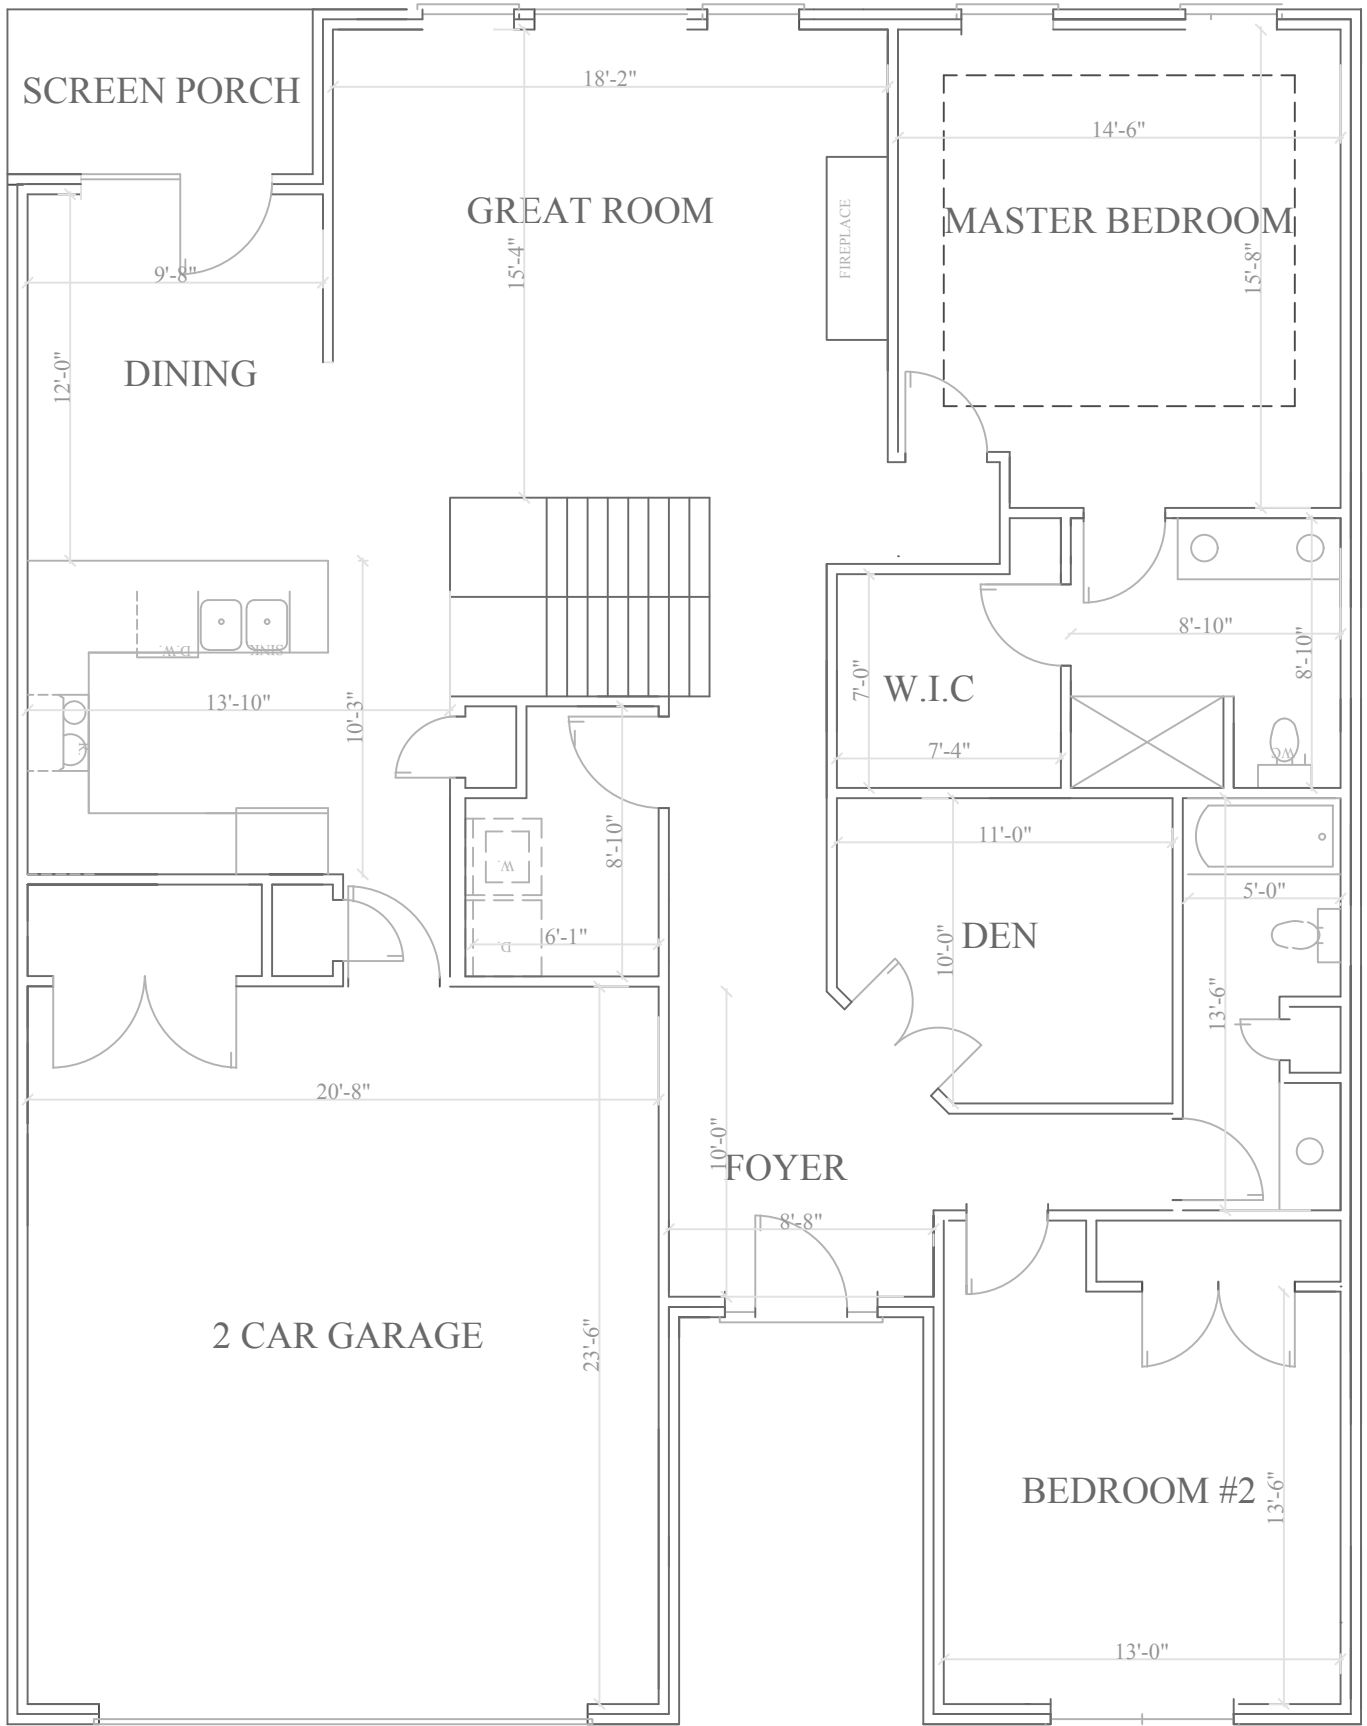 SCREEN PORCH
18'-2"
14'-6"
GREAT ROOM
FIREPLACE
MASTER BEDROOM
15'-4"
15'-8"
9'-8"
DINING
12'-0"
D.W.
SINK
8'-10"
8'-10"
13'-10"
10'-3"
R.
7'-0"
W.I.C
7'-4"
WC
8'-10"
W.
11'-0"
5'-0"
6'-1"
D.
10'-0"
DEN
13'-6"
20'-8"
10'-0"
FOYER
8'-8"
2 CAR GARAGE
23'-6"
BEDROOM #2
13'-6"
13'-0"